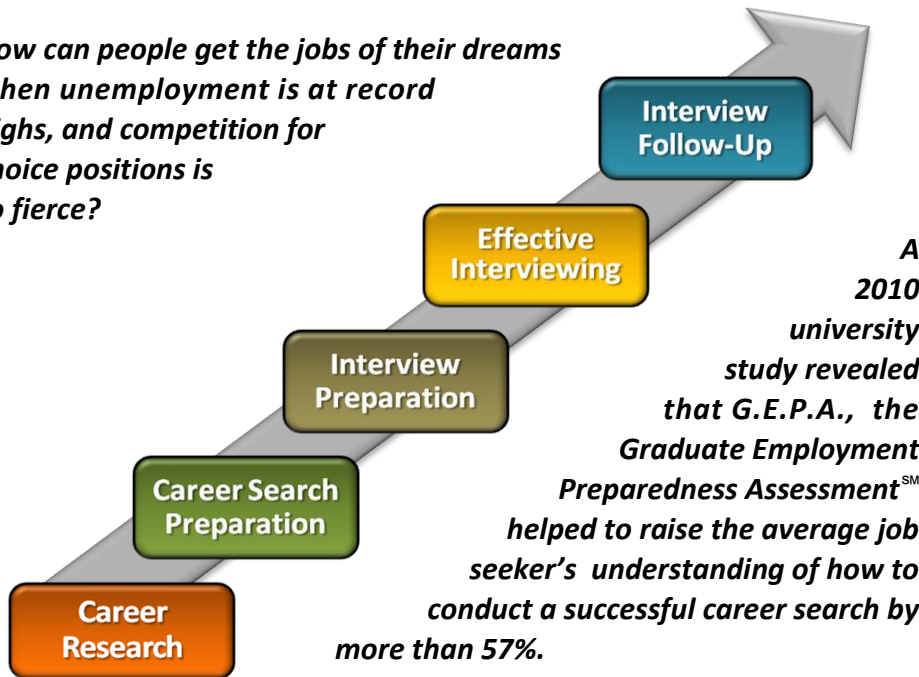 ow can people get the jobs of their dreams
hen unemployment is at record
ighs, and competition for
hoice positions is
o fierce?
Interview
Follow-Up
Effective
Interviewing
Interview
Preparation
Career Search
Preparation
Career
Research
A
2010
university
study revealed
that G.E.P.A., the
Graduate Employment
Preparedness Assessment℠
helped to raise the average job
seeker’s understanding of how to
conduct a successful career search by
more than 57%.